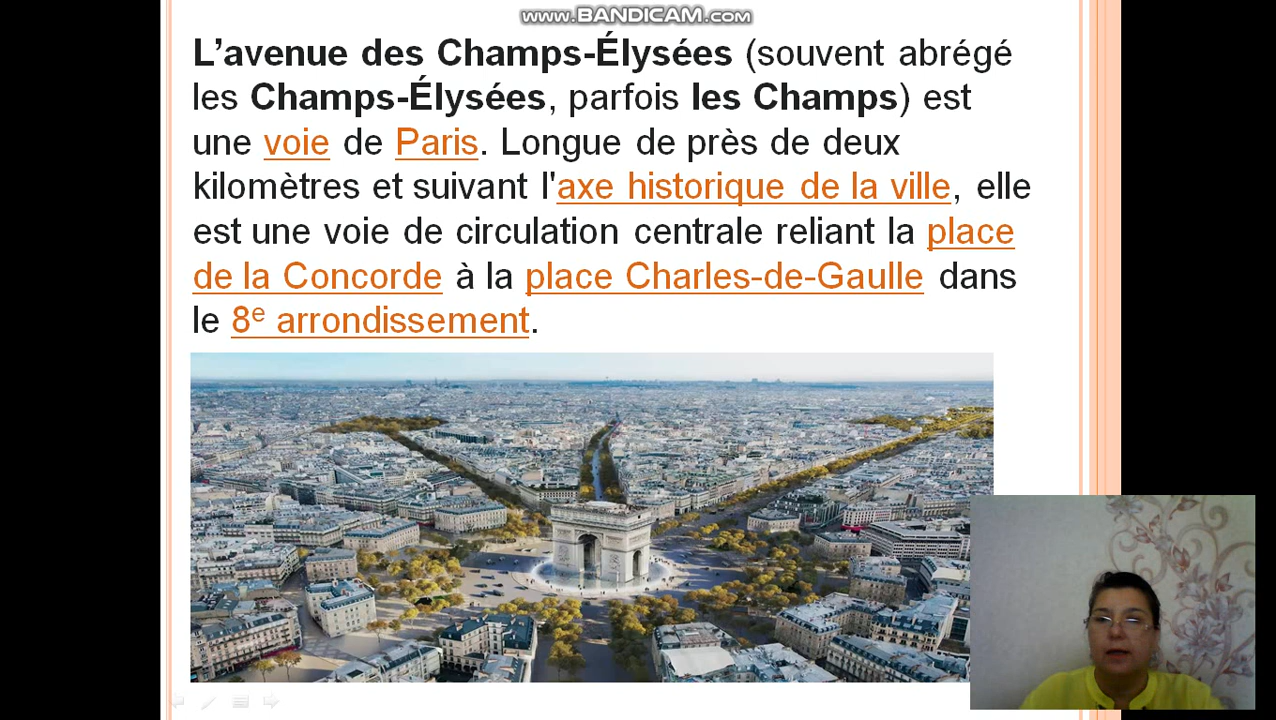 www.BANDICAM.com
L’avenue des Champs-Élysées (souvent abrégé
les Champs-Élysées, parfois les Champs) est
une voie de Paris. Longue de près de deux
kilomètres et suivant l'axe historique de la ville, elle
est une voie de circulation centrale reliant la place
de la Concorde à la place Charles-de-Gaulle dans
le 8e arrondissement.